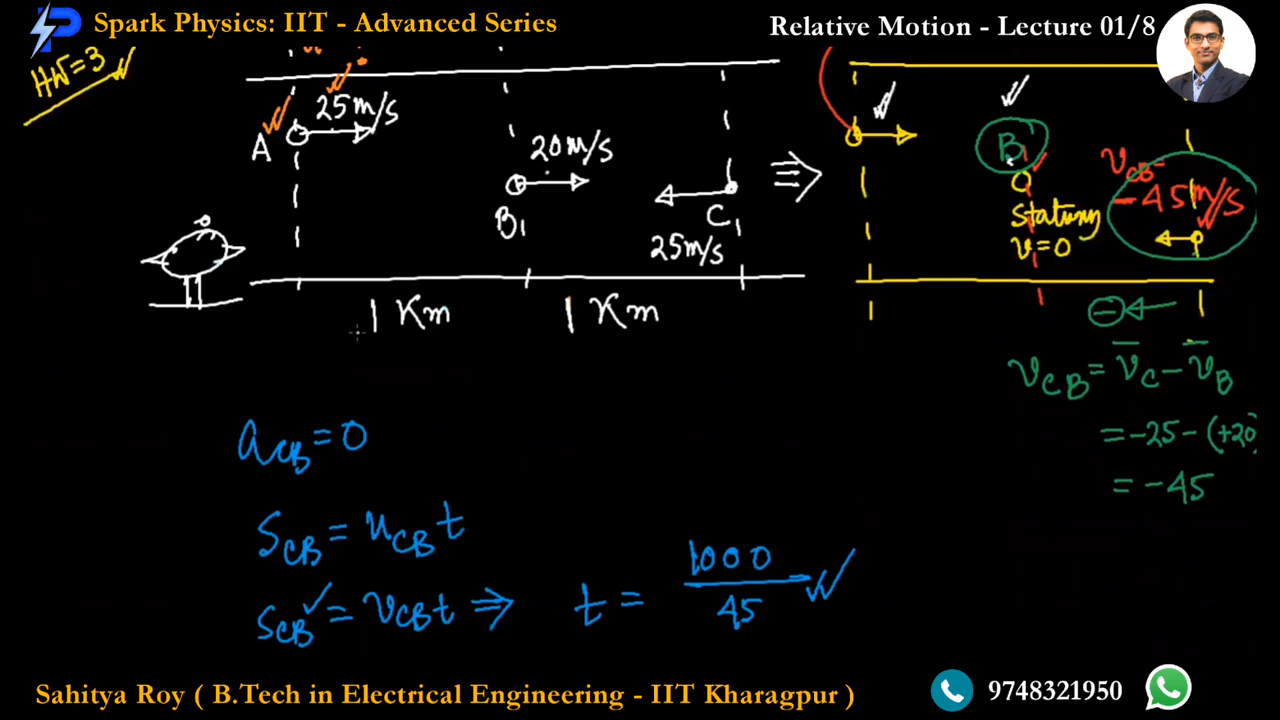 Spark Physics: IIT - Advanced Series
Relative Motion - Lecture 01/8
HW=3
25m/s
A
20m/s
B1
C1
25m/s
1 Km
1 Km
⇒
B1
Stationy
v=0
vCB=
-45m/s
⊖←
vCB = v̅C - v̅B
= -25 - (+20)
= -45
aCB = 0
sCB = uCB t
sCB = vCB t ⇒ t = 1000/45
Sahitya Roy ( B.Tech in Electrical Engineering - IIT Kharagpur )
9748321950